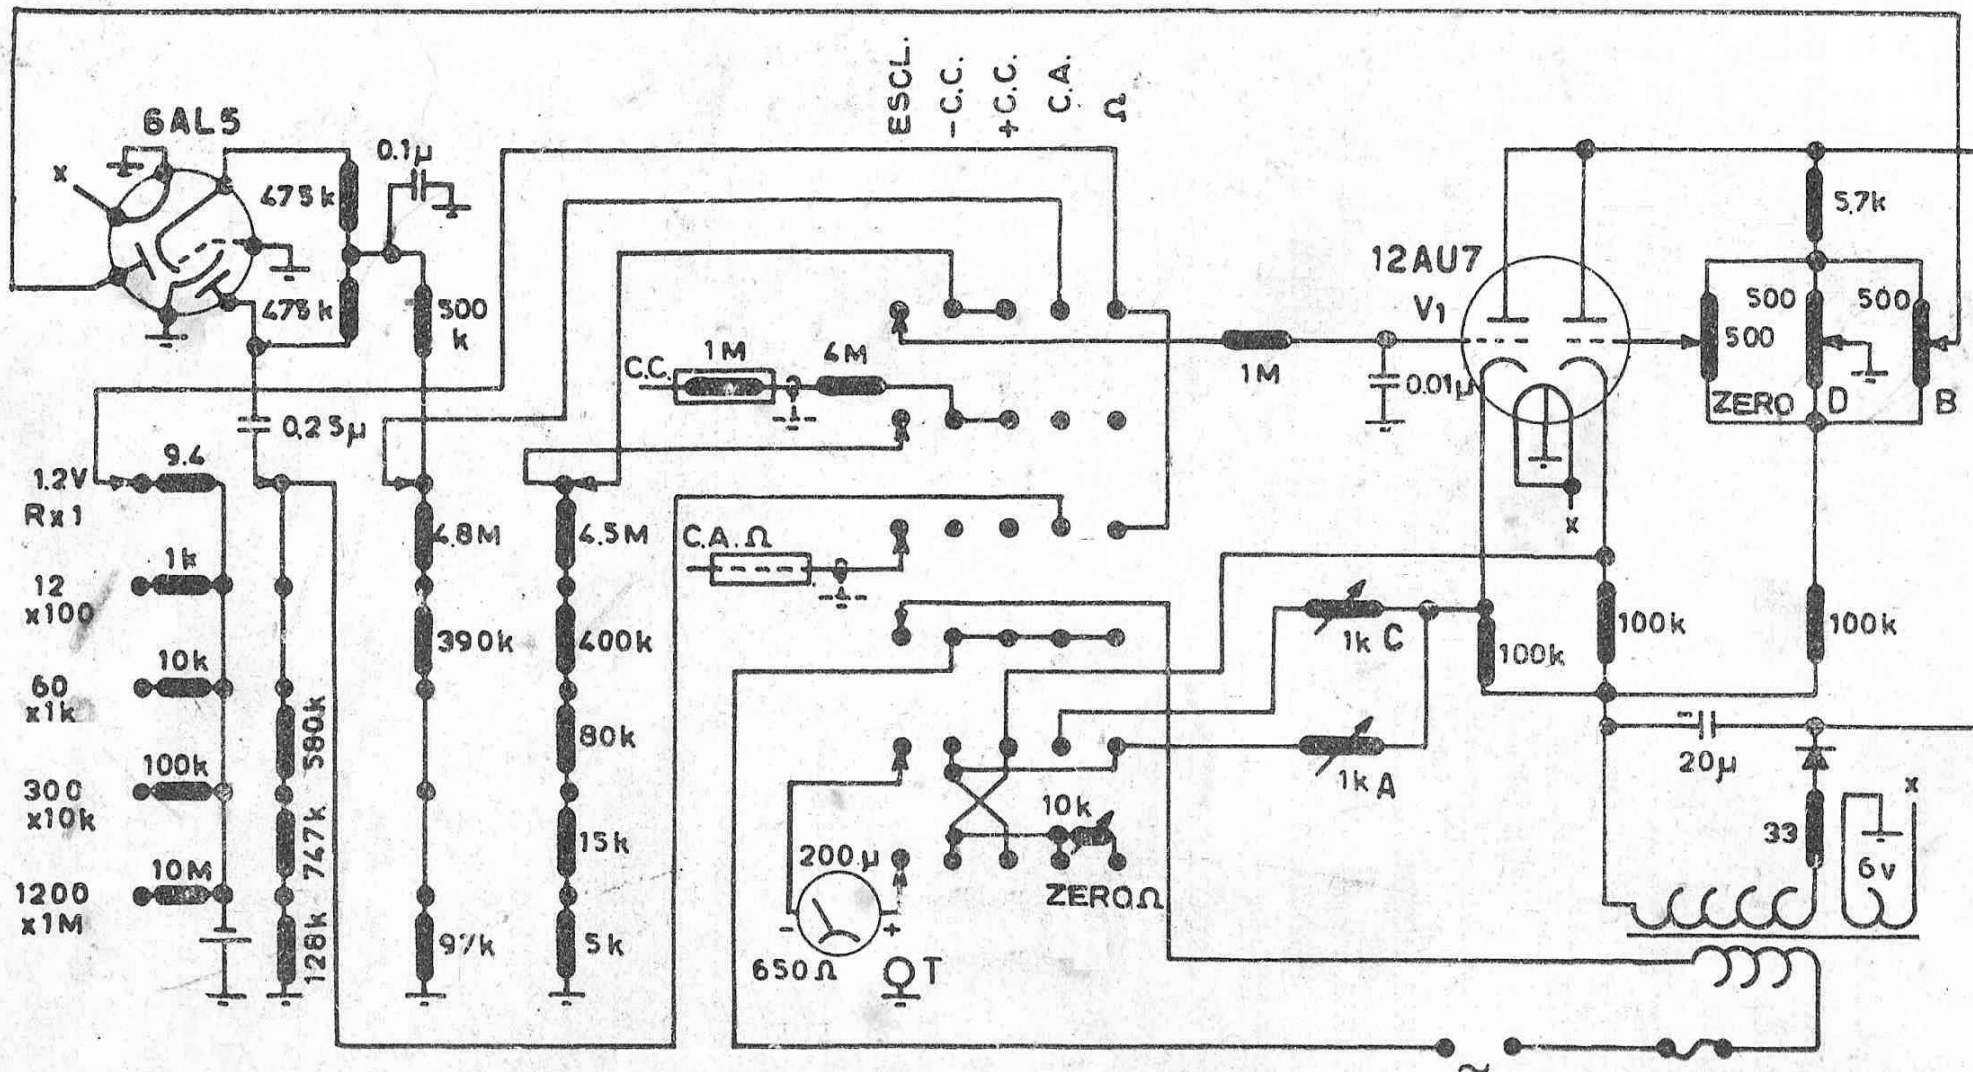 ESCL.
-C.C.
+C.C.
C.A.
Ω
6AL5
x
475k
0.1μ
475k
500
k
12AU7
V1
5.7k
500
500
500
ZERO
D
B
C.C.
1M
4M
1M
0.01μ
x
0.25μ
9.4
1.2V
Rx1
4.8M
4.5M
C.A.Ω
1k
12
x100
390k
400k
1k C
100k
100k
100k
10k
60
x1k
580k
80k
1k A
20μ
100k
300
x10k
747k
15k
10k
33
x
6v
10M
1200
x1M
128k
97k
5k
200μ
- +
650Ω
ZEROΩ
T
-
~